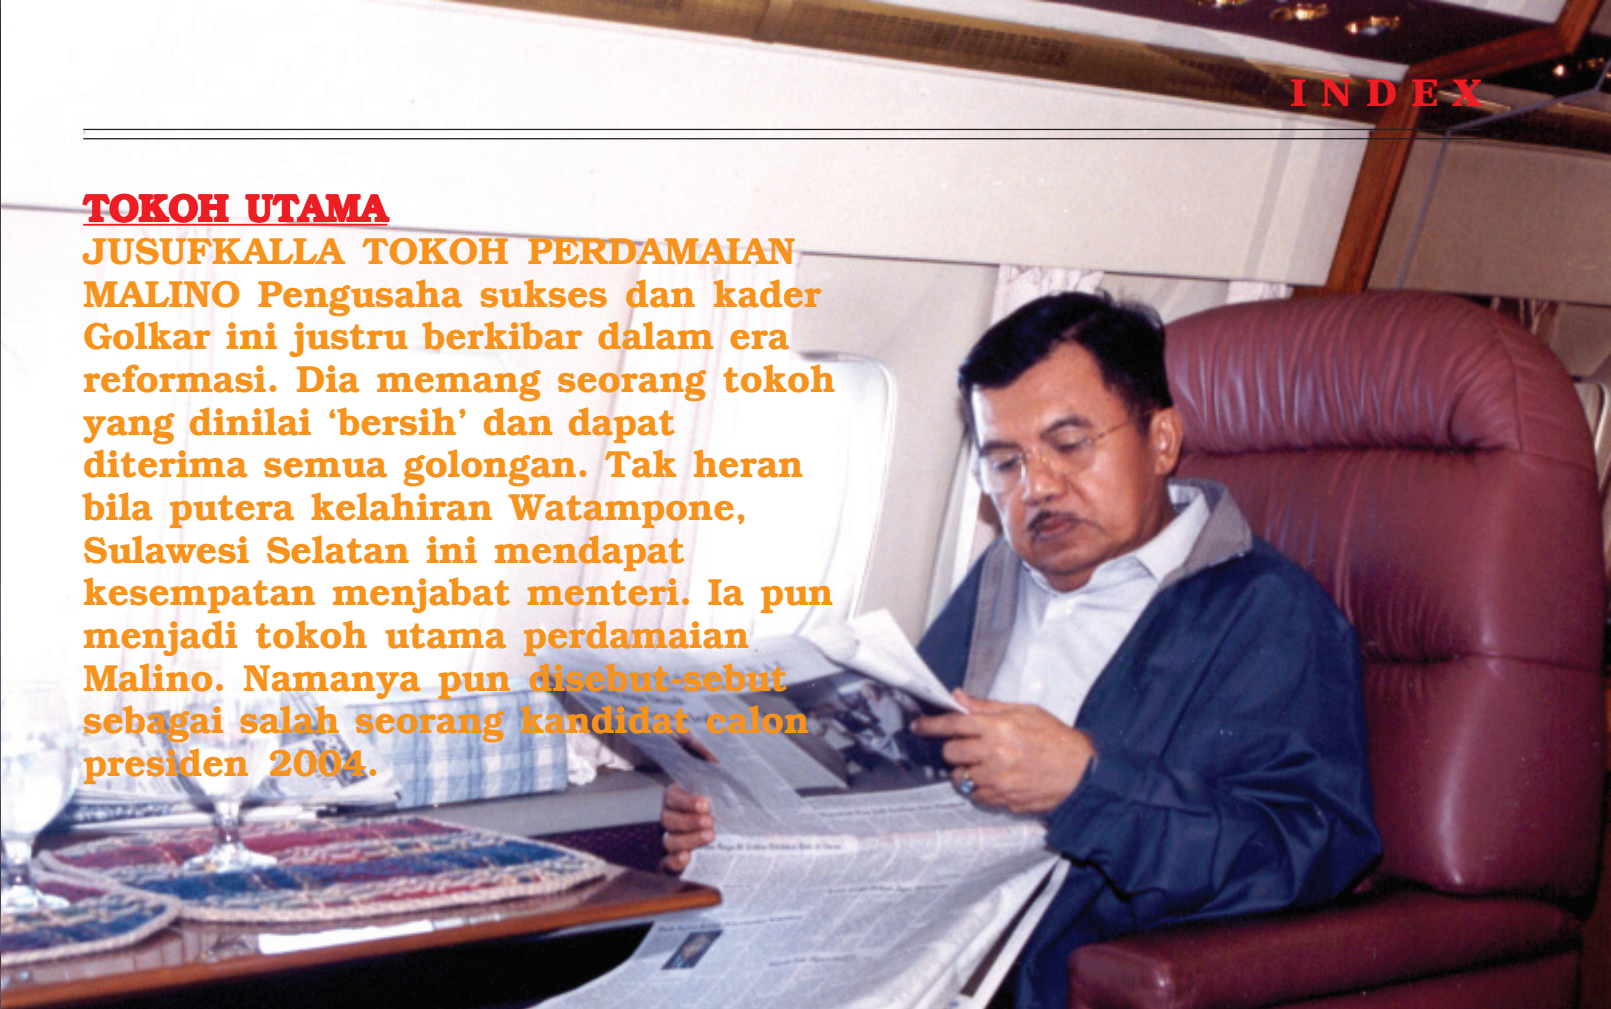 INDEX
TOKOH UTAMA
JUSUFKALLA TOKOH PERDAMAIAN
MALINO Pengusaha sukses dan kader
Golkar ini justru berkibar dalam era
reformasi. Dia memang seorang tokoh
yang dinilai ‘bersih’ dan dapat
diterima semua golongan. Tak heran
bila putera kelahiran Watampone,
Sulawesi Selatan ini mendapat
kesempatan menjabat menteri. Ia pun
menjadi tokoh utama perdamaian
Malino. Namanya pun disebut-sebut
sebagai salah seorang kandidat calon
presiden 2004.